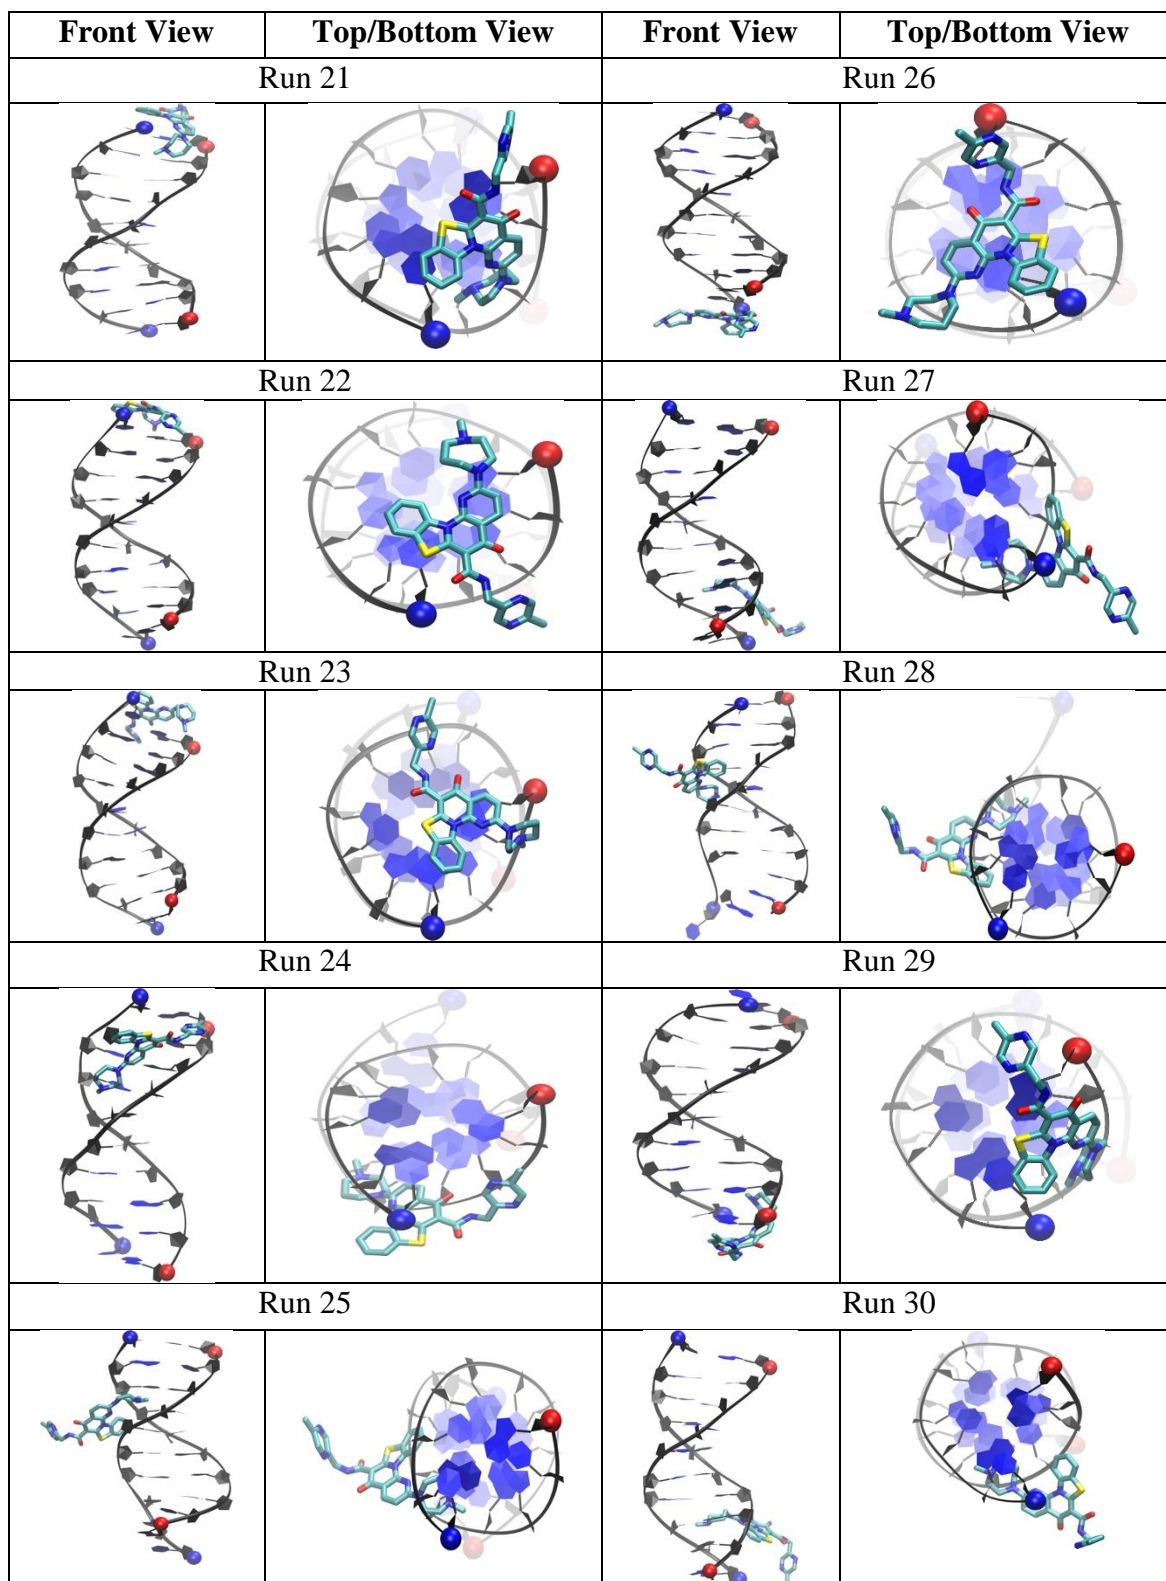 Front View Top/Bottom View Front View Top/Bottom View
Run 21 Run 26
Run 22 Run 27
Run 23 Run 28
Run 24 Run 29
Run 25 Run 30